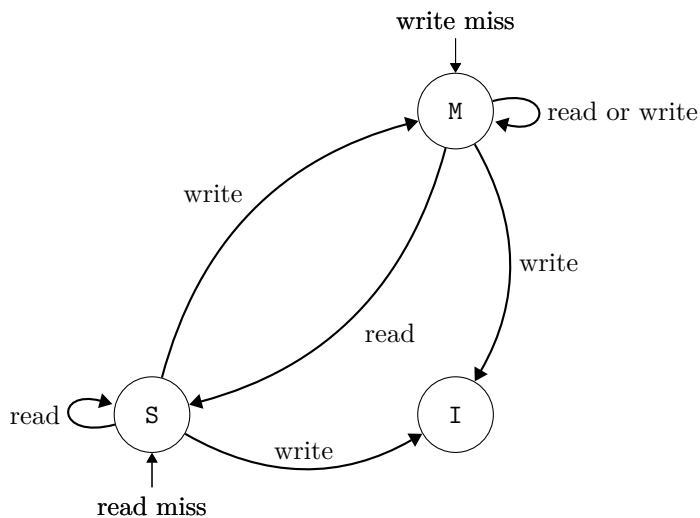 write miss
M
read or write
write
write
read
read
S
I
write
read miss